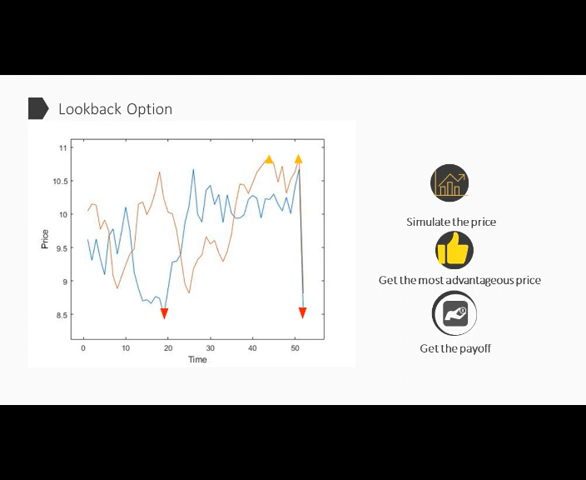 Lookback Option
11
10.5
10
9.5
9
8.5
Price
0 10 20 30 40 50
Time
Simulate the price
Get the most advantageous price
Get the payoff